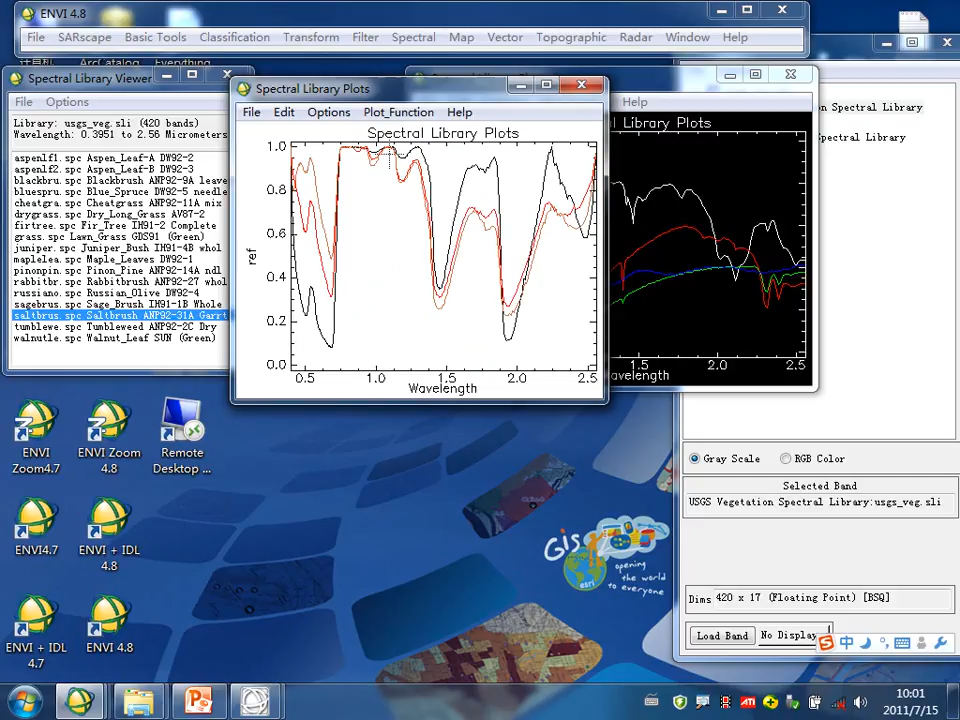 ENVI 4.8
File SARscape Basic Tools Classification Transform Filter Spectral Map Vector Topographic Radar Window Help
ArcCatalog Everything
Spectral Library Viewer
File Options
Library: usgs_veg.sli (420 bands)
Wavelength: 0.3951 to 2.56 Micrometers
aspenlf1.spc Aspen_Leaf-A DW92-2
aspenlf2.spc Aspen_Leaf-B DW92-3
blackbru.spc Blackbrush ANP92-9A leave
bluespru.spc Blue_Spruce DW92-5 needle
cheatgra.spc Cheatgrass ANP92-11A mix
drygrass.spc Dry_Long_Grass AV87-2
firtree.spc Fir_Tree IH91-2 Complete
grass.spc Lawn_Grass GDS91 (Green)
juniper.spc Juniper_Bush IH91-4B whol
maplelea.spc Maple_Leaves DW92-1
pinonpin.spc Pinon_Pine ANP92-14A ndl
rabbitbr.spc Rabbitbrush ANP92-27 whol
russiano.spc Russian_Olive DW92-4
sagebrus.spc Sage_Brush IH91-1B Whole
saltbrus.spc Saltbrush ANP92-31A Garrt
tumblewe.spc Tumbleweed ANP92-2C Dry
walnutle.spc Walnut_Leaf SUN (Green)
Spectral Library Plots
File Edit Options Plot_Function Help
Spectral Library Plots
1.0
0.8
0.6
0.4
0.2
0.0
ref
0.5 1.0 1.5 2.0 2.5
Wavelength
Help
l Library Plots
1.5 2.0 2.5
avelength
n Spectral Library
ctral Library
Gray Scale RGB Color
Selected Band
USGS Vegetation Spectral Library:usgs_veg.sli
Dims 420 x 17 (Floating Point) [BSQ]
Load Band No Display
中
ENVI Zoom4.7
ENVI Zoom 4.8
Remote Desktop ...
ENVI4.7
ENVI + IDL 4.8
ENVI + IDL 4.7
ENVI 4.8
Gis
opening the world to everyone
esri
ATI
10:01
2011/7/15